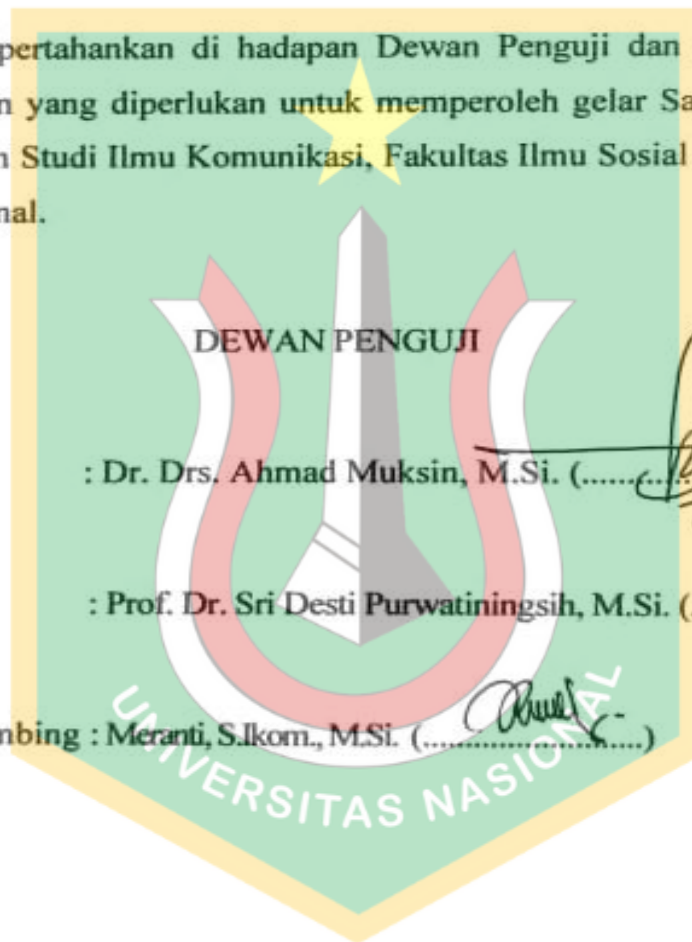 pertahankan di hadapan Dewan Penguji dan
n yang diperlukan untuk memperoleh gelar Sa
n Studi Ilmu Komunikasi, Fakultas Ilmu Sosial
nal.
DEWAN PENGUJI
: Dr. Drs. Ahmad Muksin, M.Si. (......
: Prof. Dr. Sri Desti Purwatiningsih, M.Si. (.
nbing : Meranti, S.Ikom., M.Si. (........................)
UNIVERSITAS NASIONAL